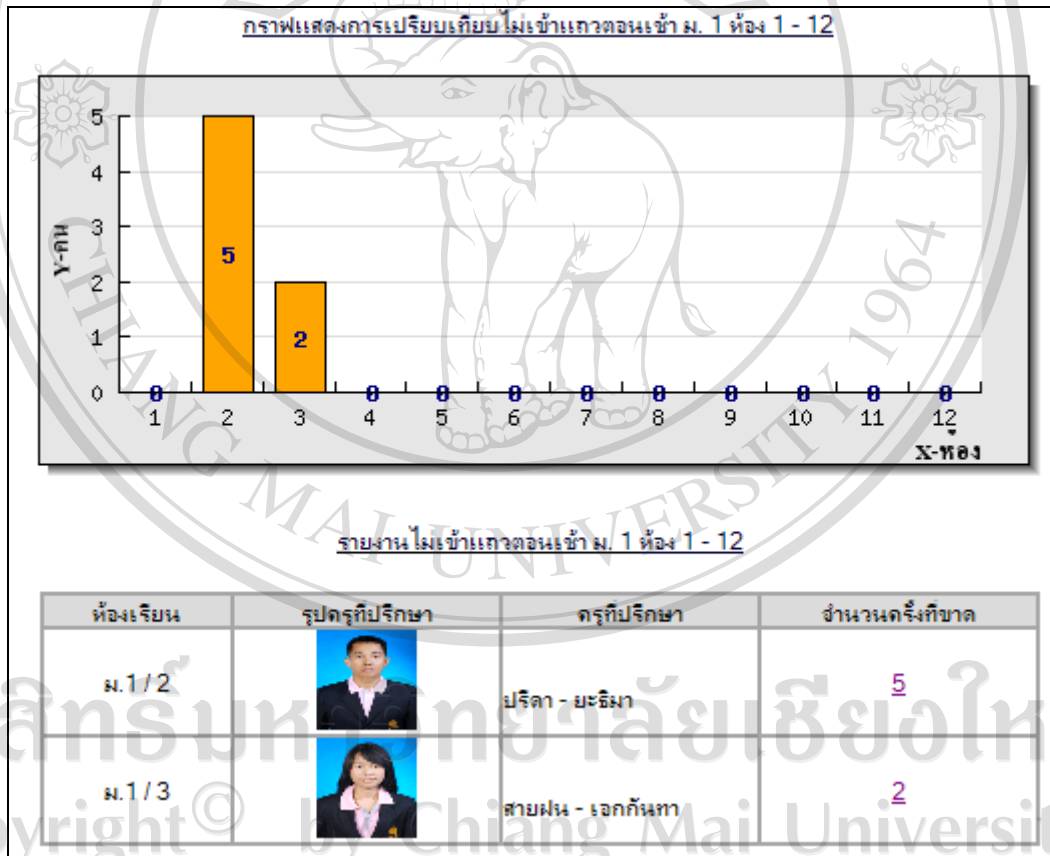 กราฟแสดงการเปรียบเทียบไม่เข้าแถวตอนเช้า ม. 1 ห้อง 1 - 12
5
4
3
2
1
0
Y-คน
5
2
0 0 0 0 0 0 0 0 0 0
1 2 3 4 5 6 7 8 9 10 11 12
X-ห้อง
CHIANG MAI UNIVERSITY 1964
รายงานไม่เข้าแถวตอนเช้า ม. 1 ห้อง 1 - 12
ห้องเรียน รูปครูที่ปรึกษา ครูที่ปรึกษา จำนวนครั้งที่ขาด
ม.1 / 2 ปรีดา - ยะธิมา 5
ม.1 / 3 สายฝน - เอกกันทา 2
สิทธิ์มหาวิทยาลัยเชียงให
yright© by Chiang Mai Universit